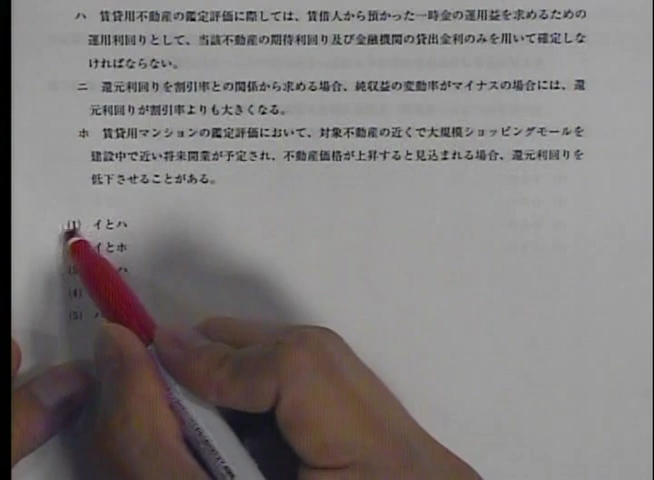 ハ 賃貸用不動産の鑑定評価に際しては、賃借人から預かった一時金の運用益を求めるための
運用利回りとして、当該不動産の期待利回り及び金融機関の貸出金利のみを用いて確定しな
ければならない。
ニ 還元利回りを割引率との関係から求める場合、純収益の変動率がマイナスの場合には、還
元利回りが割引率よりも大きくなる。
ホ 賃貸用マンションの鑑定評価において、対象不動産の近くで大規模ショッピングモールを
建設中で近い将来開業が予定され、不動産価格が上昇すると見込まれる場合、還元利回りを
低下させることがある。
(1) イとハ
イとホ
ハ
(4)
(5)